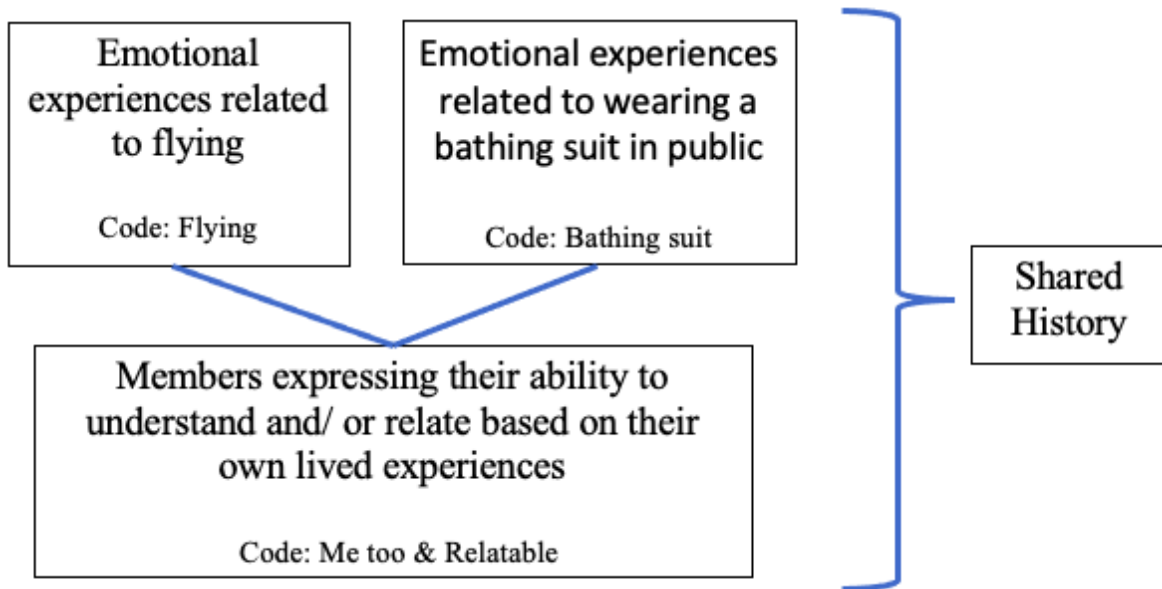 Emotional
experiences related
to flying
Code: Flying
Emotional experiences
related to wearing a
bathing suit in public
Code: Bathing suit
Members expressing their ability to
understand and/ or relate based on their
own lived experiences
Code: Me too & Relatable
Shared
History